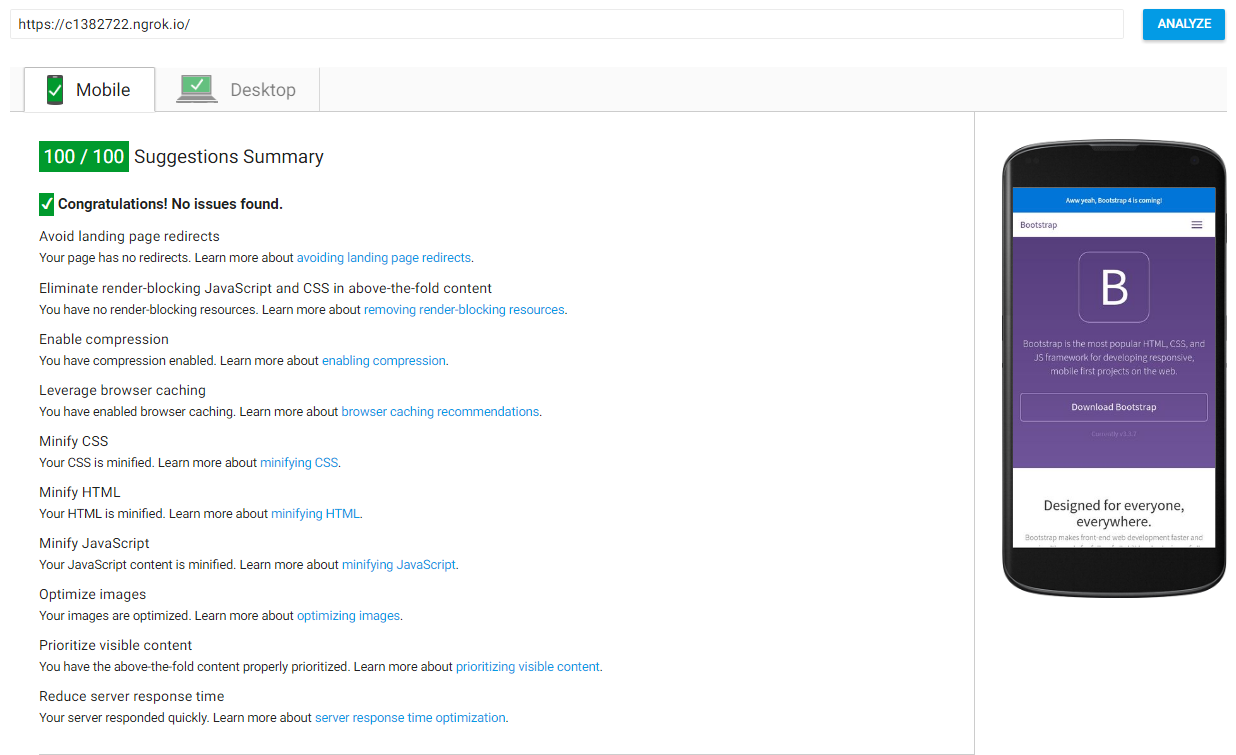 https://c1382722.ngrok.io/
ANALYZE
Mobile
Desktop
100 / 100 Suggestions Summary
Congratulations! No issues found.
Avoid landing page redirects
Your page has no redirects. Learn more about avoiding landing page redirects.
Eliminate render-blocking JavaScript and CSS in above-the-fold content
You have no render-blocking resources. Learn more about removing render-blocking resources.
Enable compression
You have compression enabled. Learn more about enabling compression.
Leverage browser caching
You have enabled browser caching. Learn more about browser caching recommendations.
Minify CSS
Your CSS is minified. Learn more about minifying CSS.
Minify HTML
Your HTML is minified. Learn more about minifying HTML.
Minify JavaScript
Your JavaScript content is minified. Learn more about minifying JavaScript.
Optimize images
Your images are optimized. Learn more about optimizing images.
Prioritize visible content
You have the above-the-fold content properly prioritized. Learn more about prioritizing visible content.
Reduce server response time
Your server responded quickly. Learn more about server response time optimization.
Aww yeah, Bootstrap 4 is coming!
Bootstrap
B
Bootstrap is the most popular HTML, CSS, and
JS framework for developing responsive,
mobile first projects on the web.
Download Bootstrap
Currently v3.3.7
Designed for everyone,
everywhere.
Bootstrap makes front-end web development faster and